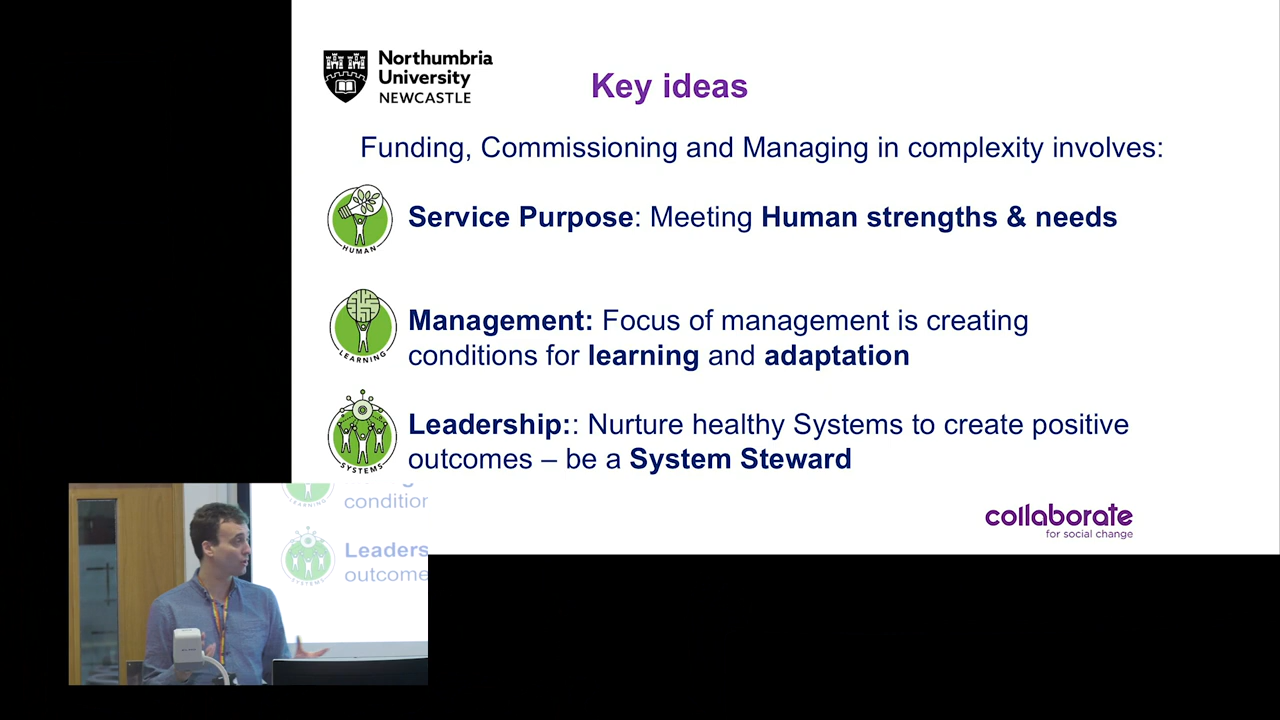 Northumbria
University
NEWCASTLE
Key ideas
Funding, Commissioning and Managing in complexity involves:
HUMAN
Service Purpose: Meeting Human strengths & needs
LEARNING
Management: Focus of management is creating
conditions for learning and adaptation
SYSTEMS
Leadership:: Nurture healthy Systems to create positive
outcomes – be a System Steward
collaborate
for social change
LEARNING
condition
SYSTEMS
Leaders
outcome